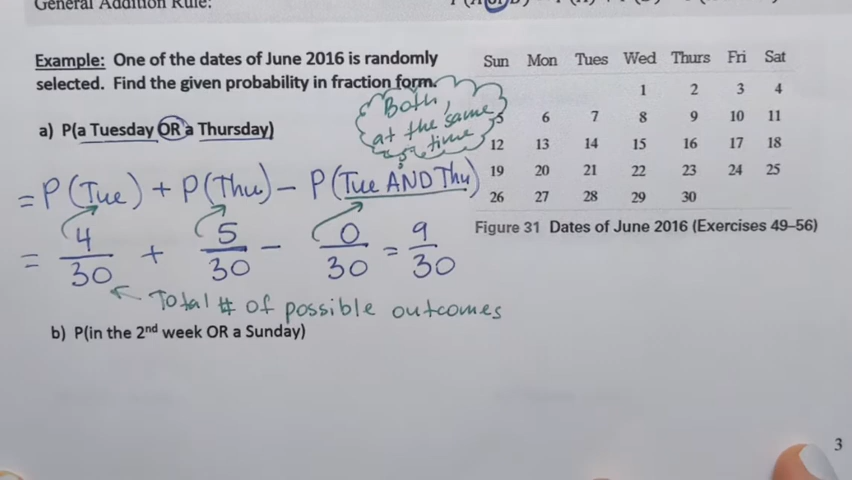 General Addition Rule:
Example: One of the dates of June 2016 is randomly
selected. Find the given probability in fraction form.
a) P(a Tuesday OR a Thursday)
Both,
at the same
time
= P(Tue) + P(Thu) − P(Tue AND Thu)
= 4/30 + 5/30 − 0/30 = 9/30
Total # of possible outcomes
b) P(in the 2nd week OR a Sunday)
Sun Mon Tues Wed Thurs Fri Sat
1 2 3 4
5 6 7 8 9 10 11
12 13 14 15 16 17 18
19 20 21 22 23 24 25
26 27 28 29 30
Figure 31 Dates of June 2016 (Exercises 49–56)
3